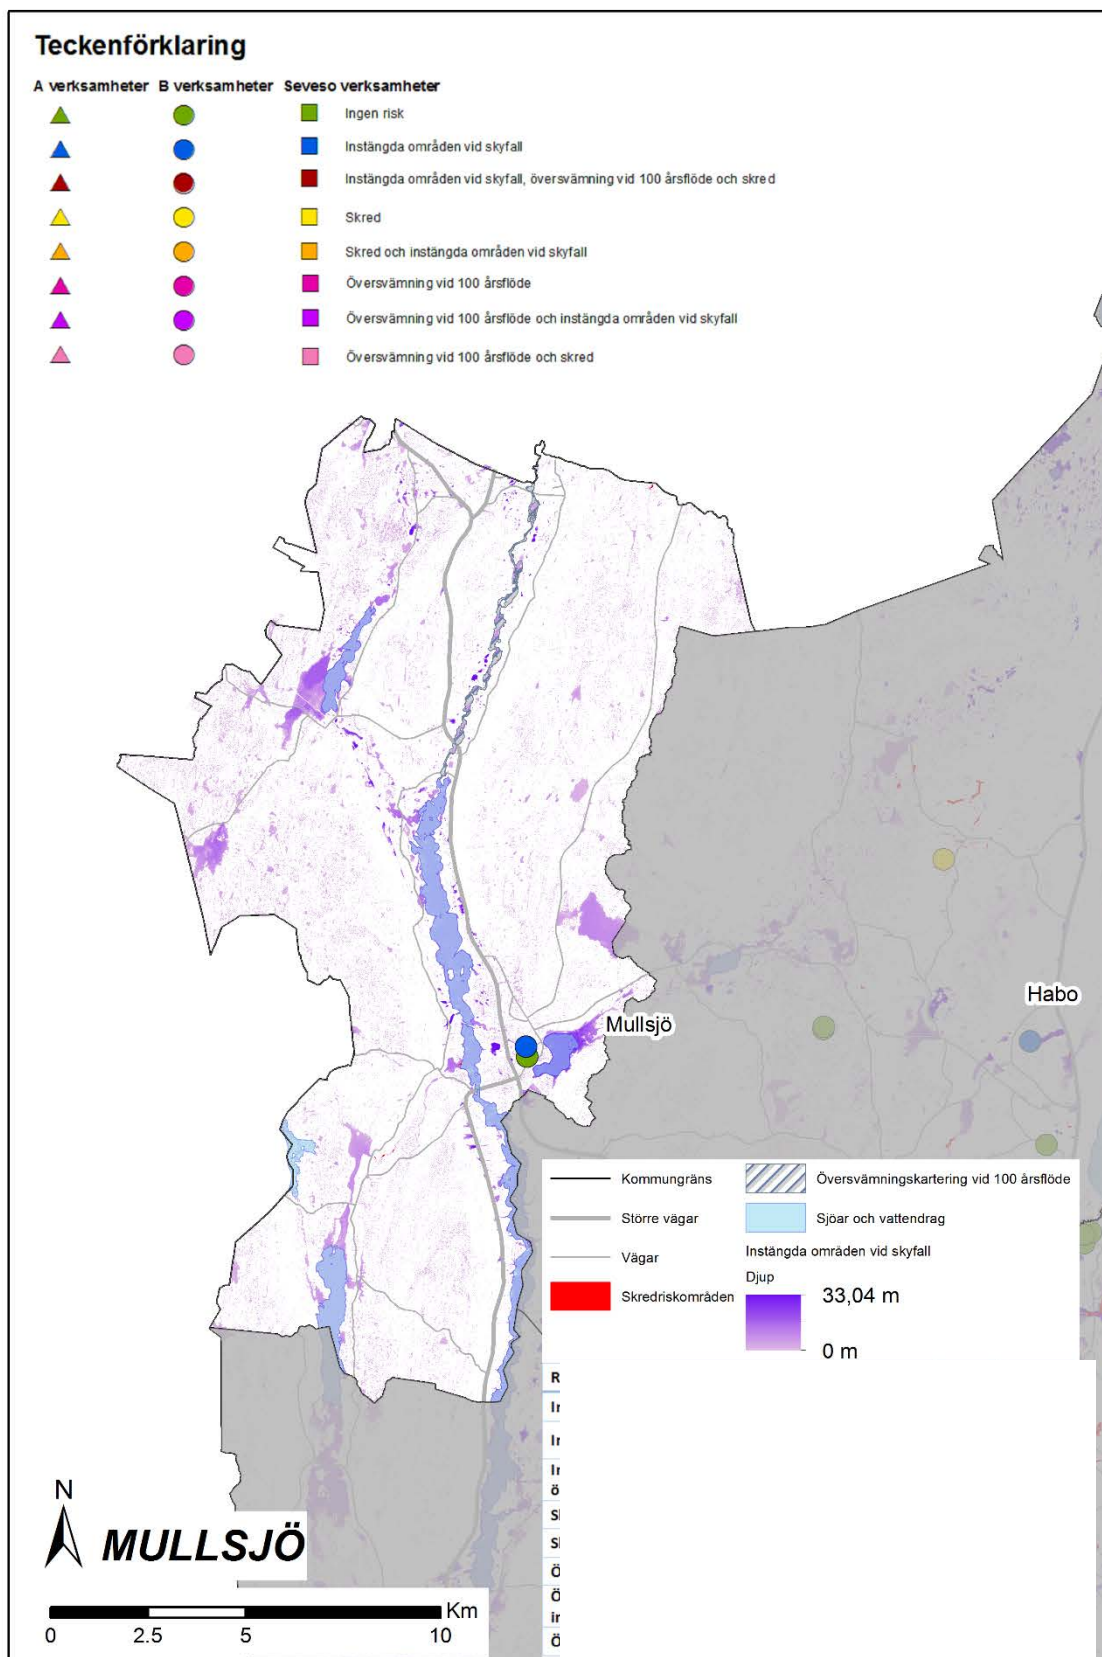 Teckenförklaring
A verksamheter B verksamheter Seveso verksamheter
Ingen risk
Instängda områden vid skyfall
Instängda områden vid skyfall, översvämning vid 100 årsflöde och skred
Skred
Skred och instängda områden vid skyfall
Översvämning vid 100 årsflöde
Översvämning vid 100 årsflöde och instängda områden vid skyfall
Översvämning vid 100 årsflöde och skred
Habo
Mullsjö
Kommungräns
Större vägar
Vägar
Skredriskområden
Översvämningskartering vid 100 årsflöde
Sjöar och vattendrag
Instängda områden vid skyfall
Djup
33,04 m
0 m
R
N
MULLSJÖ
Km
0 2.5 5 10